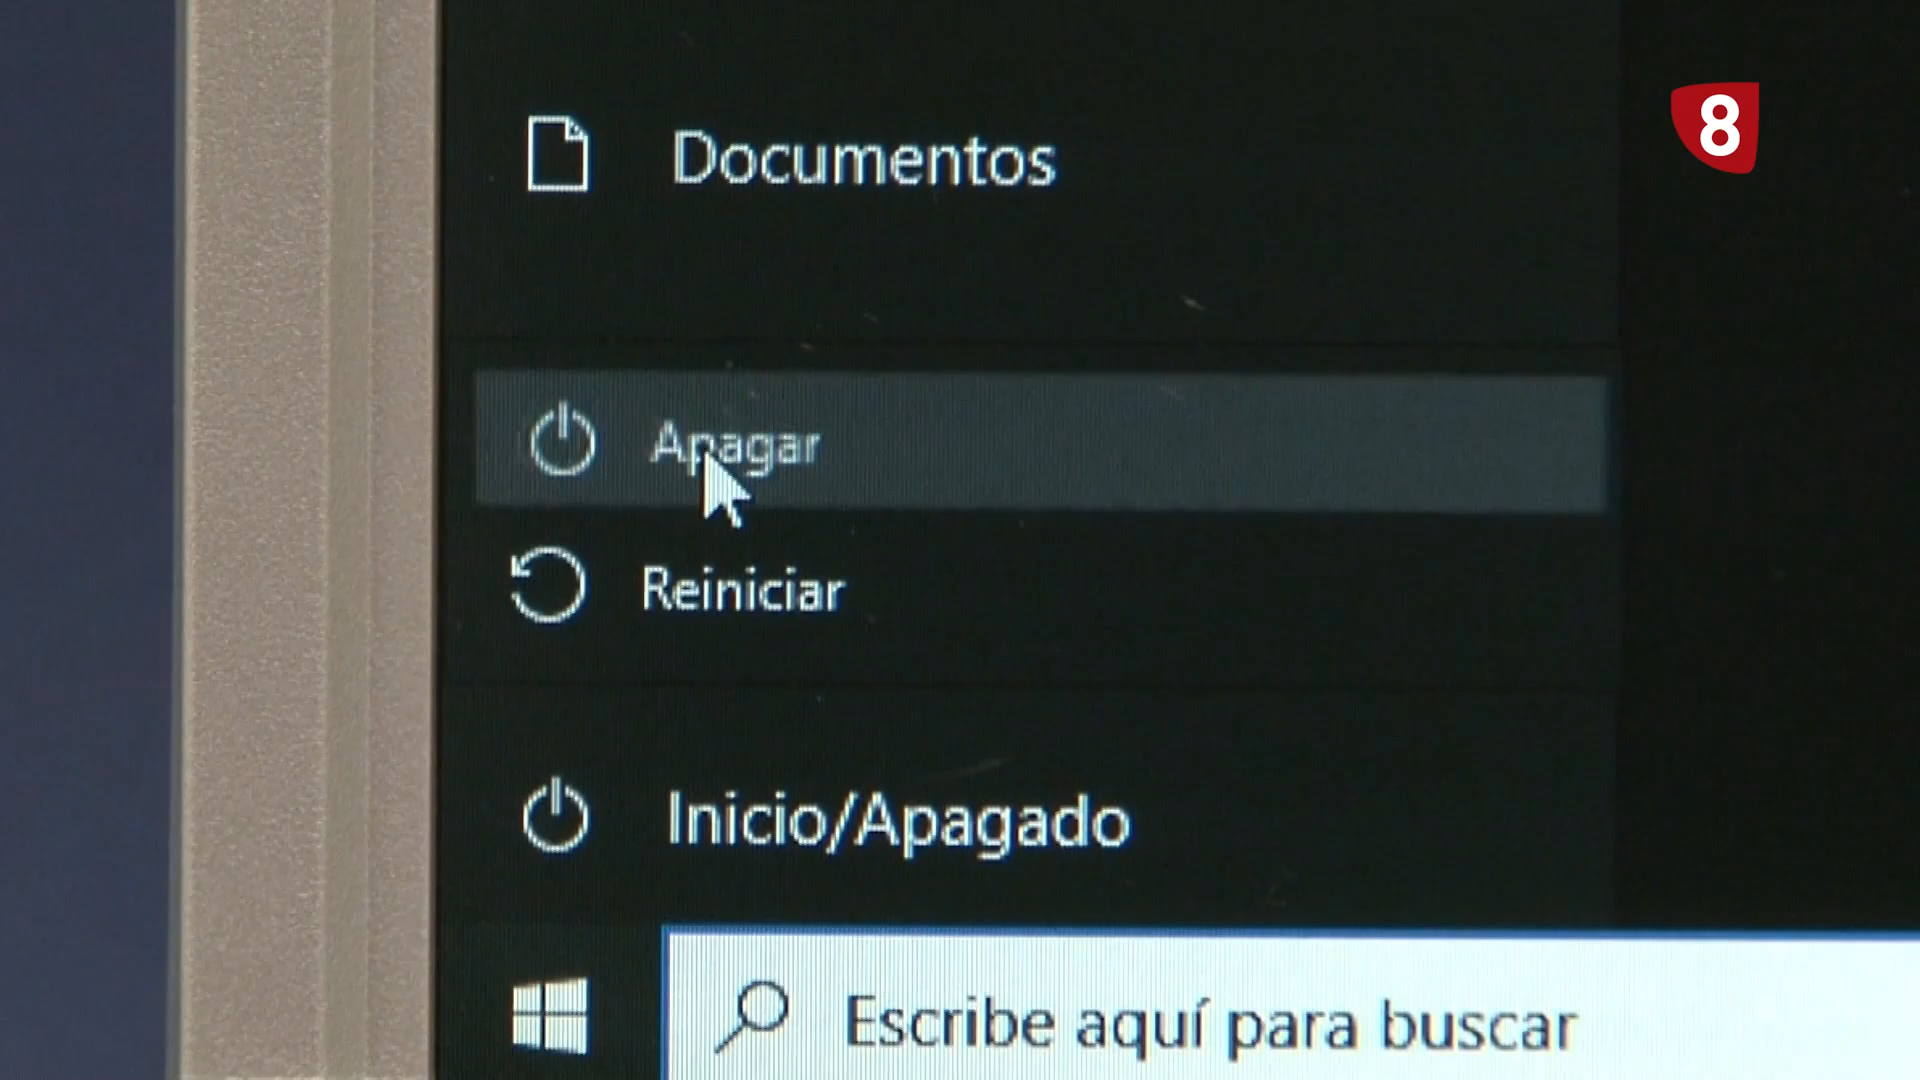 8
Documentos
Apagar
Reiniciar
Inicio/Apagado
Escribe aquí para buscar